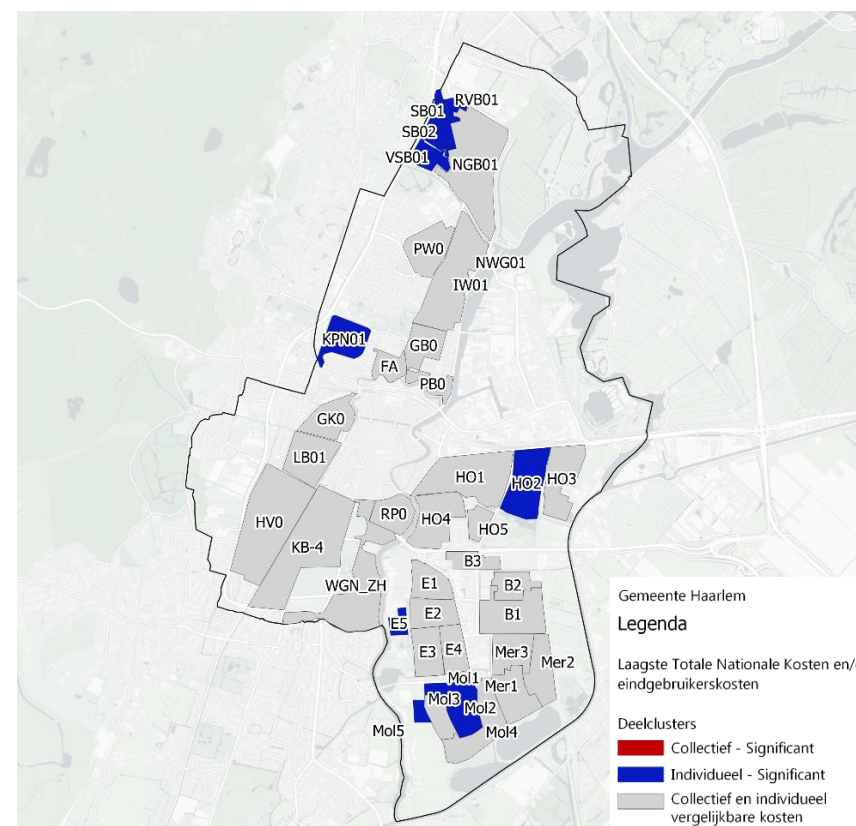 RVB01
SB01
SB02
VSB01
NGB01
PW0
NWG01
IW01
KPN01
GB0
FA
PB0
GK0
LB01
HO1
HO2
HO3
HV0
RP0
HO4
HO5
KB-4
B3
WGN_ZH
E1
B2
E2
B1
E5
E3
E4
Mer3
Mer2
Mol1
Mer1
Mol3
Mol2
Mol5
Mol4
Gemeente Haarlem
Legenda
Laagste Totale Nationale Kosten en/
eindgebruikerskosten
Deelclusters
Collectief - Significant
Individueel - Significant
Collectief en individueel
vergelijkbare kosten